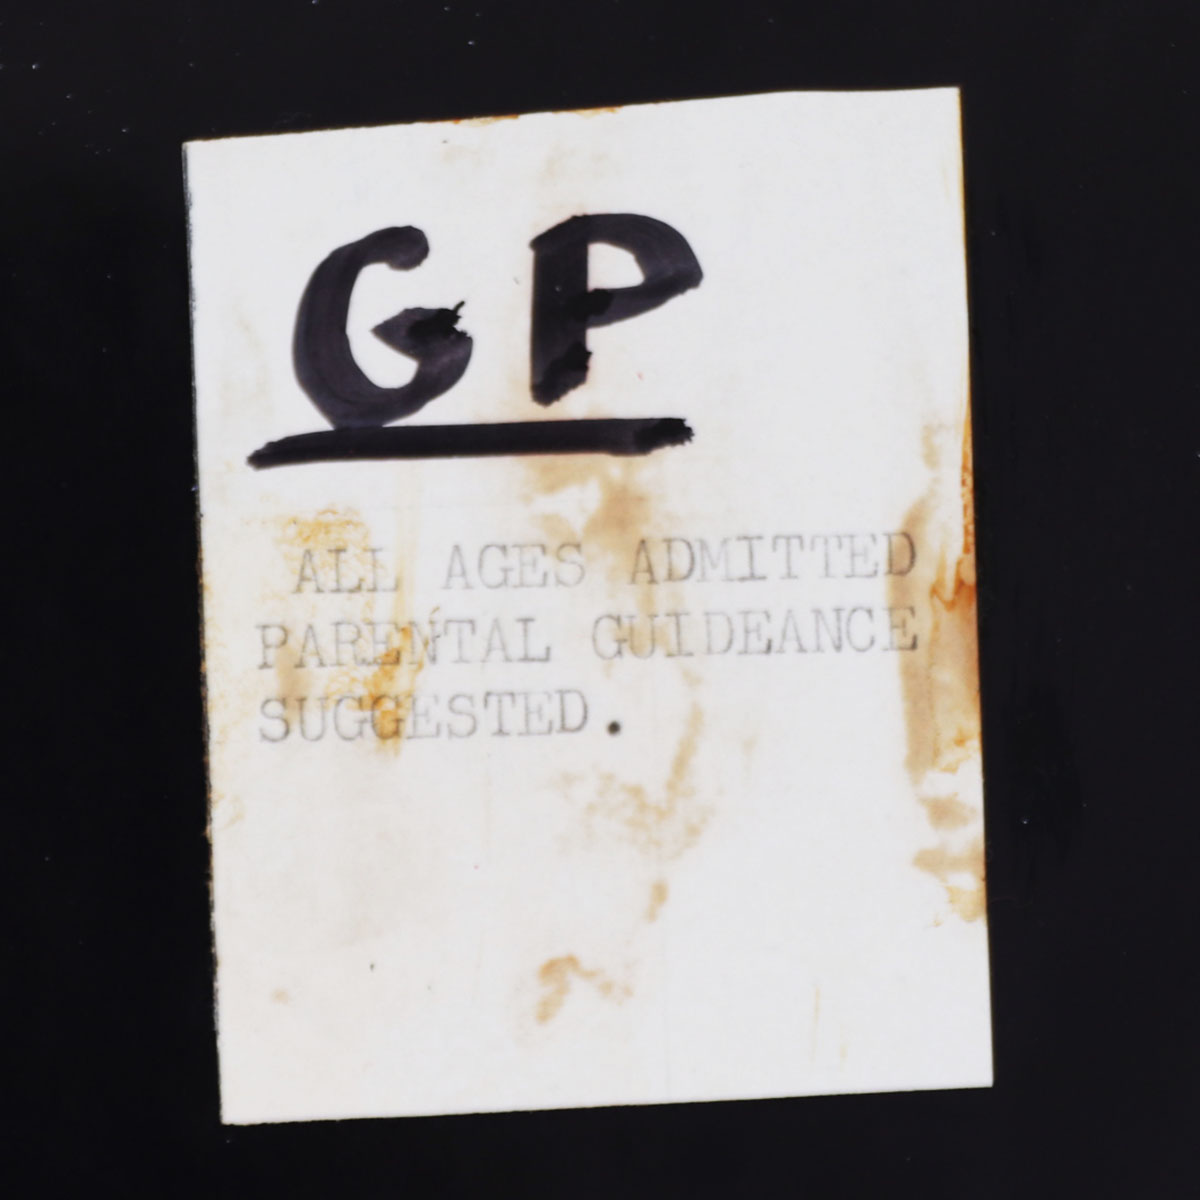 GP
ALL AGES ADMITTED
PARENTAL GUIDEANCE
SUGGESTED.